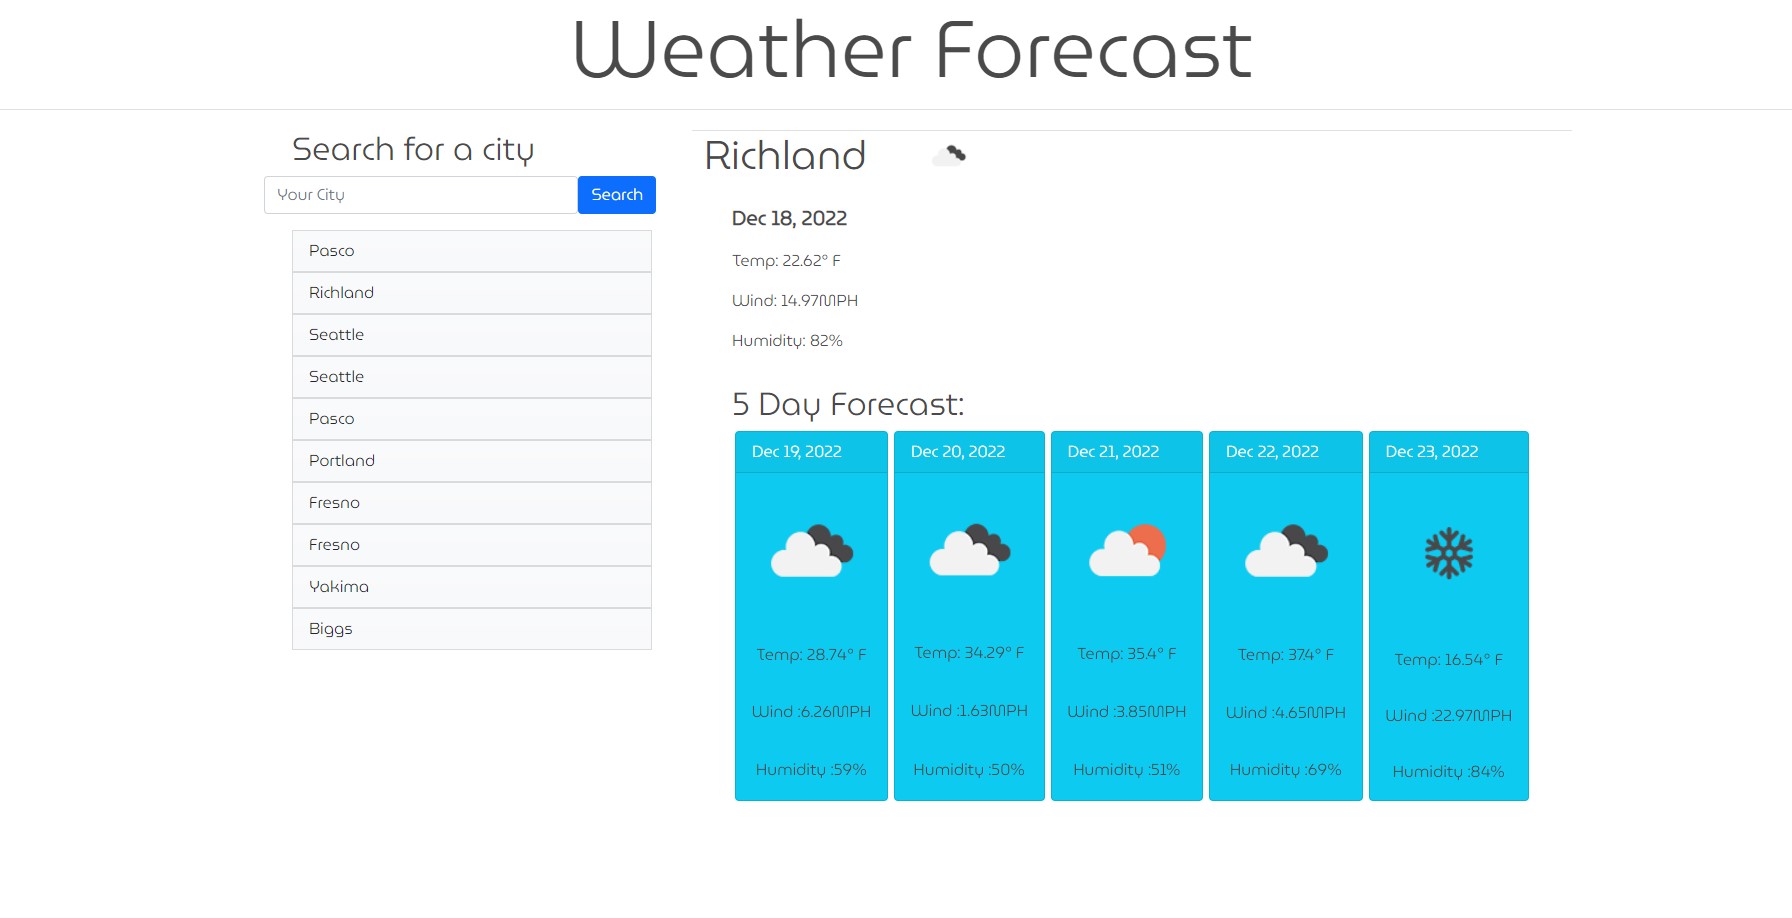 Weather Forecast
Search for a city
Your City
Search
Pasco
Richland
Seattle
Seattle
Pasco
Portland
Fresno
Fresno
Yakima
Biggs
Richland
Dec 18, 2022
Temp: 22.62° F
Wind: 14.97MPH
Humidity: 82%
5 Day Forecast:
Dec 19, 2022
Temp: 28.74° F
Wind :6.26MPH
Humidity :59%
Dec 20, 2022
Temp: 34.29° F
Wind :1.63MPH
Humidity :50%
Dec 21, 2022
Temp: 35.4° F
Wind :3.85MPH
Humidity :51%
Dec 22, 2022
Temp: 37.4° F
Wind :4.65MPH
Humidity :69%
Dec 23, 2022
Temp: 16.54° F
Wind :22.97MPH
Humidity :84%